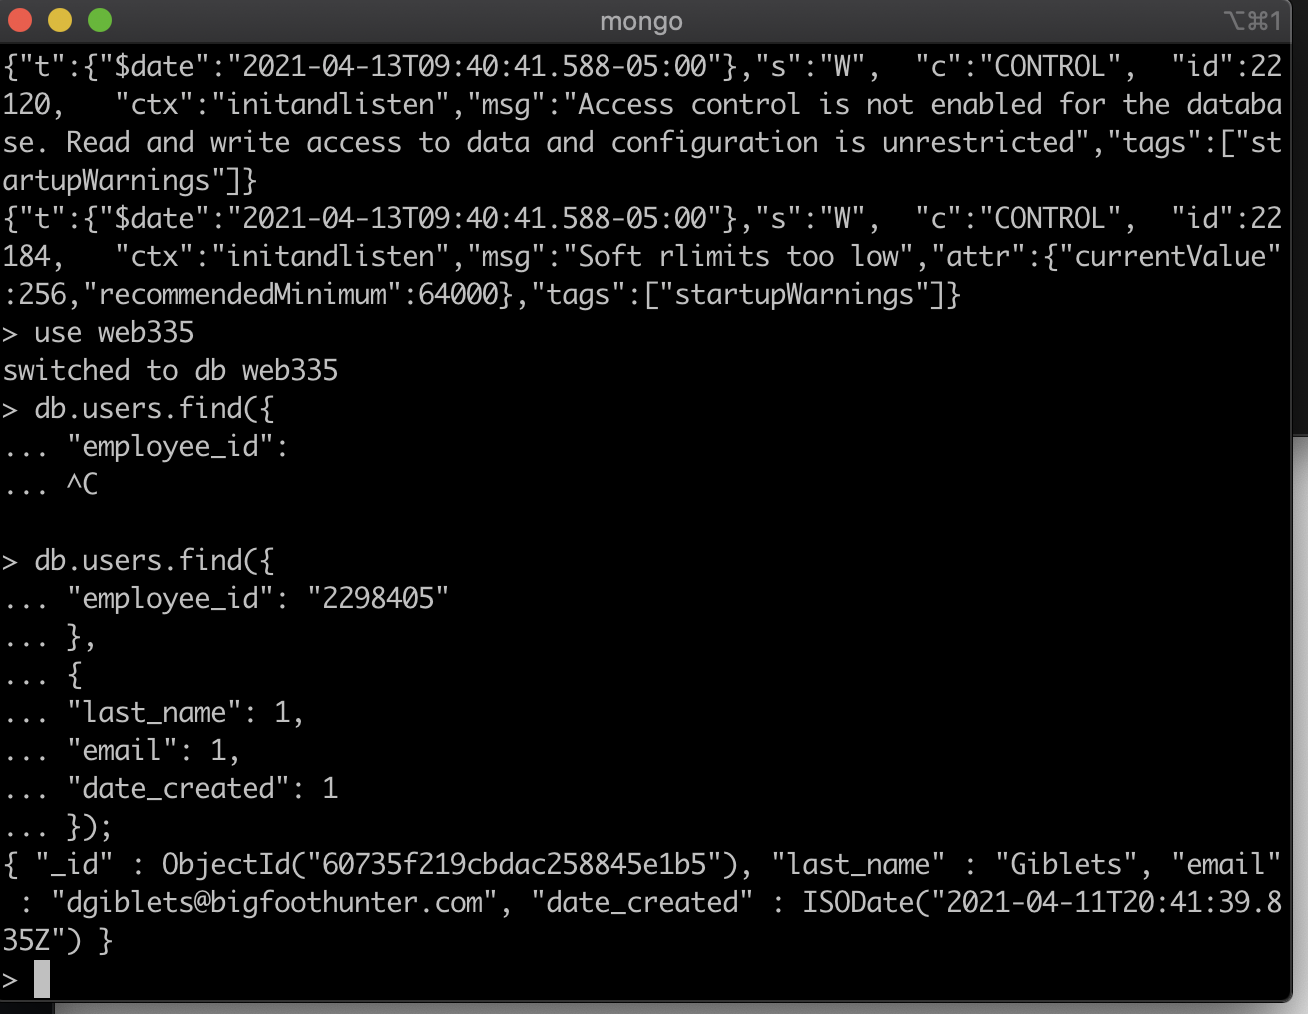 mongo
⌥⌘1
{"t":{"$date":"2021-04-13T09:40:41.588-05:00"},"s":"W",  "c":"CONTROL",  "id":22
120,   "ctx":"initandlisten","msg":"Access control is not enabled for the databa
se. Read and write access to data and configuration is unrestricted","tags":["st
artupWarnings"]}
{"t":{"$date":"2021-04-13T09:40:41.588-05:00"},"s":"W",  "c":"CONTROL",  "id":22
184,   "ctx":"initandlisten","msg":"Soft rlimits too low","attr":{"currentValue"
:256,"recommendedMinimum":64000},"tags":["startupWarnings"]}
> use web335
switched to db web335
> db.users.find({
... "employee_id":
... ^C
> db.users.find({
... "employee_id": "2298405"
... },
... {
... "last_name": 1,
... "email": 1,
... "date_created": 1
... });
{ "_id" : ObjectId("60735f219cbdac258845e1b5"), "last_name" : "Giblets", "email"
 : "dgiblets@bigfoothunter.com", "date_created" : ISODate("2021-04-11T20:41:39.8
35Z") }
>